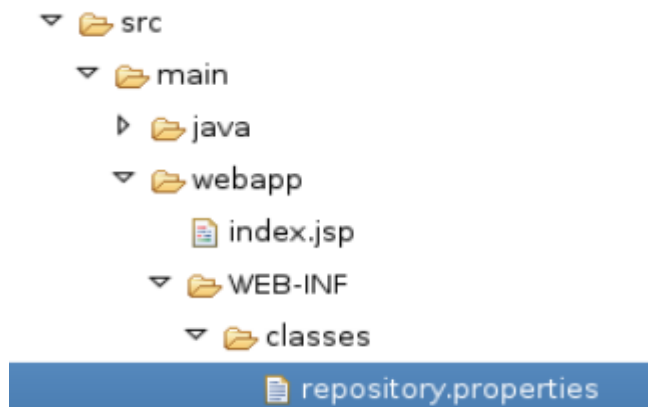 src
main
java
webapp
index.jsp
WEB-INF
classes
repository.properties